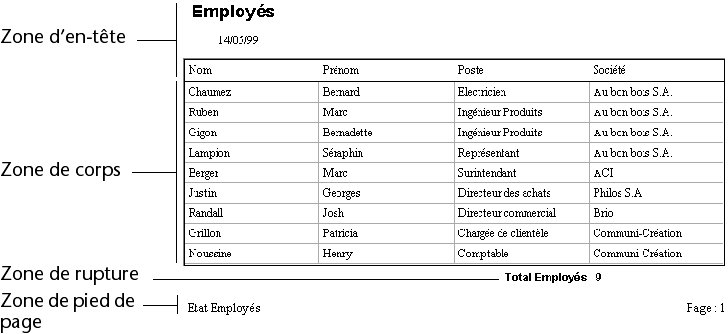 Employés
Zone d'en-tête
14/05/99
Nom Prénom Poste Société
Chaumez Bernard Electricien Au bon bois S.A.
Ruben Marc Ingénieur Produits Au bon bois S.A.
Gigon Bernadette Ingénieur Produits Au bon bois S.A.
Lampion Séraphin Représentant Au bon bois S.A.
Zone de corps
Berger Marc Surintendant ACI
Justin Georges Directeur des achats Philos S.A
Randall Josh Directeur commercial Brio
Grillon Patricia Chargée de clientèle Communi-Création
Noussine Henry Comptable Communi Création
Zone de rupture
Total Employés 9
Zone de pied de
page
Etat Employés Page : 1